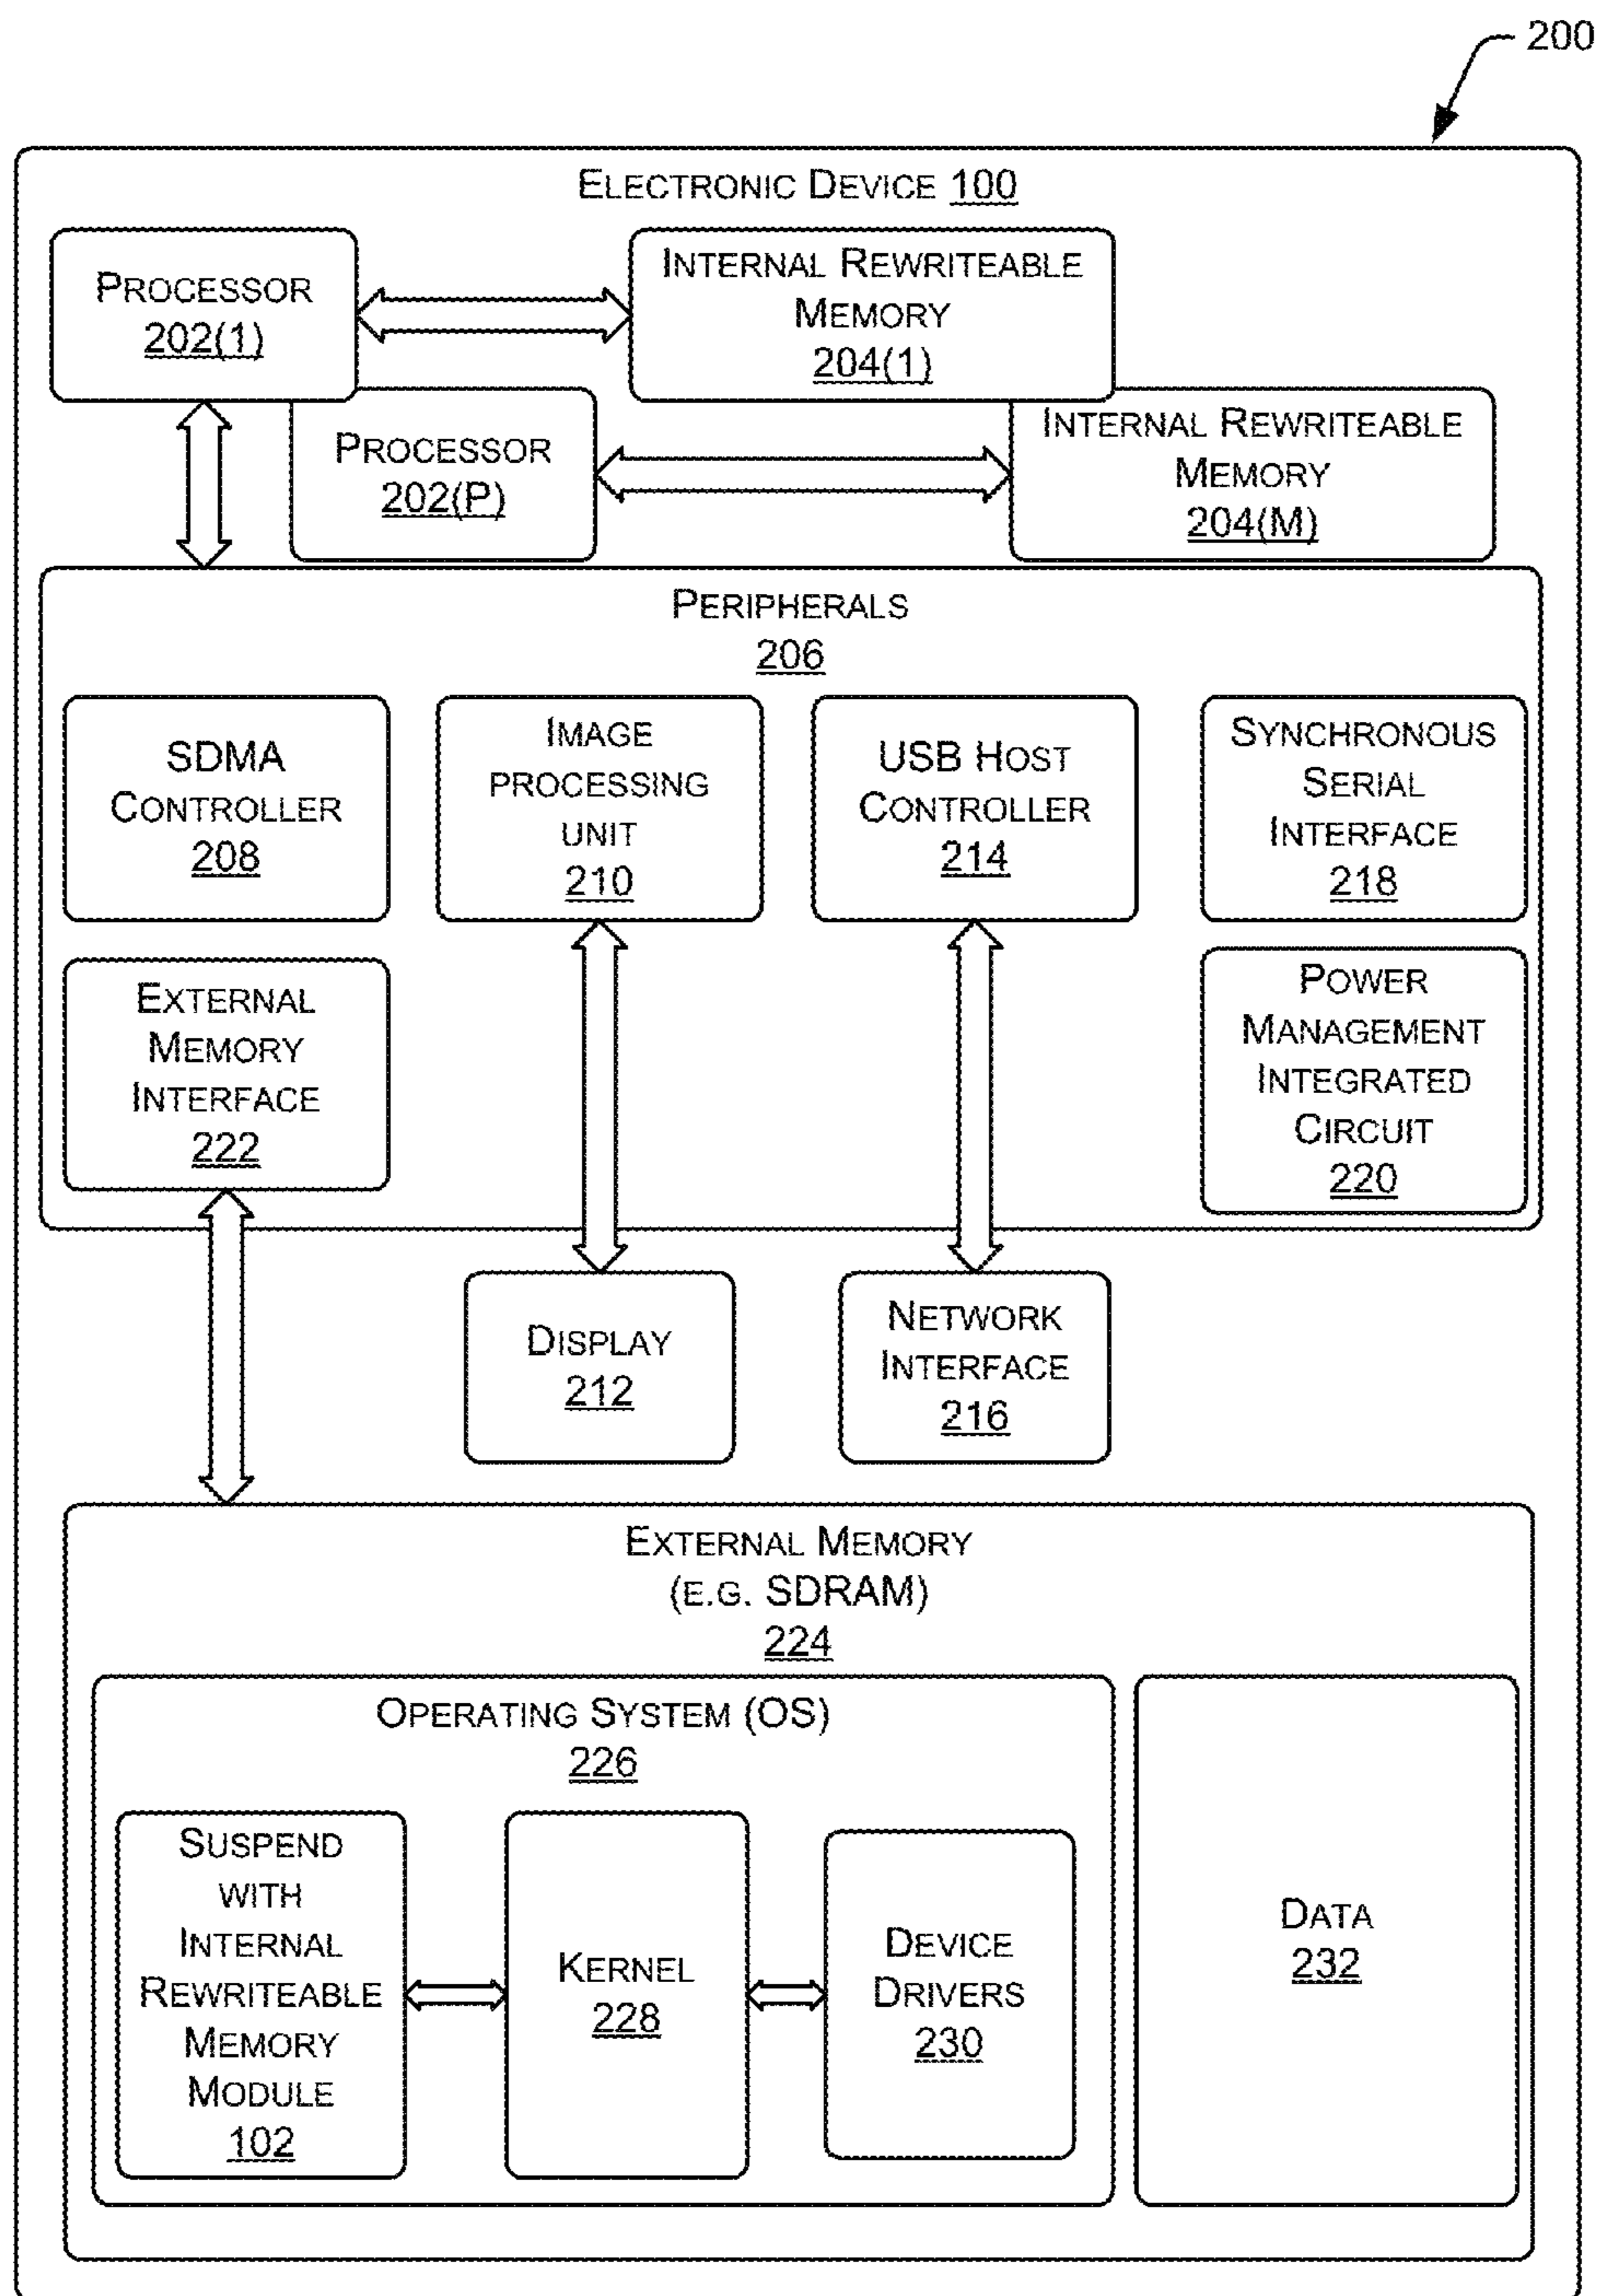 200
ELECTRONIC DEVICE 100
PROCESSOR
202(1)
INTERNAL REWRITEABLE
MEMORY
204(1)
PROCESSOR
202(P)
INTERNAL REWRITEABLE
MEMORY
204(M)
PERIPHERALS
206
SDMA
CONTROLLER
208
IMAGE
PROCESSING
UNIT
210
USB HOST
CONTROLLER
214
SYNCHRONOUS
SERIAL
INTERFACE
218
EXTERNAL
MEMORY
INTERFACE
222
POWER
MANAGEMENT
INTEGRATED
CIRCUIT
220
DISPLAY
212
NETWORK
INTERFACE
216
EXTERNAL MEMORY
(E.G. SDRAM)
224
OPERATING SYSTEM (OS)
226
SUSPEND
WITH
INTERNAL
REWRITEABLE
MEMORY
MODULE
102
KERNEL
228
DEVICE
DRIVERS
230
DATA
232